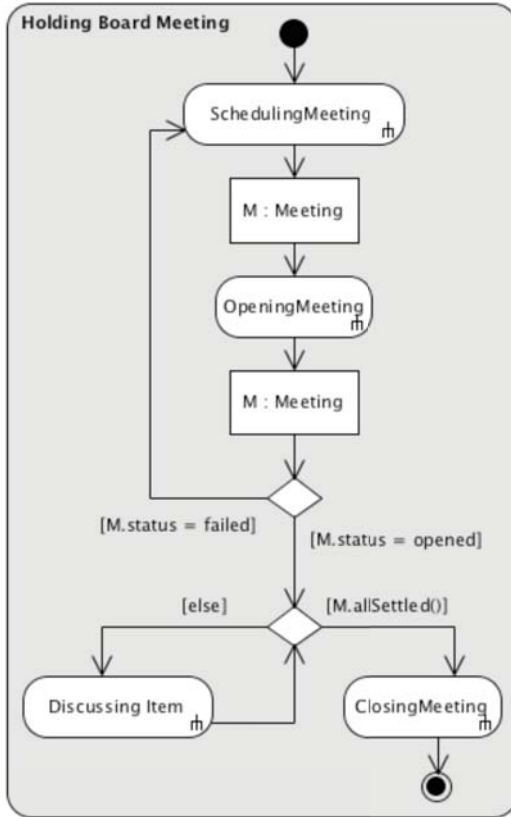 Holding Board Meeting
SchedulingMeeting
M : Meeting
OpeningMeeting
M : Meeting
[M.status = failed]
[M.status = opened]
[else]
[M.allSettled()]
Discussing Item
ClosingMeeting